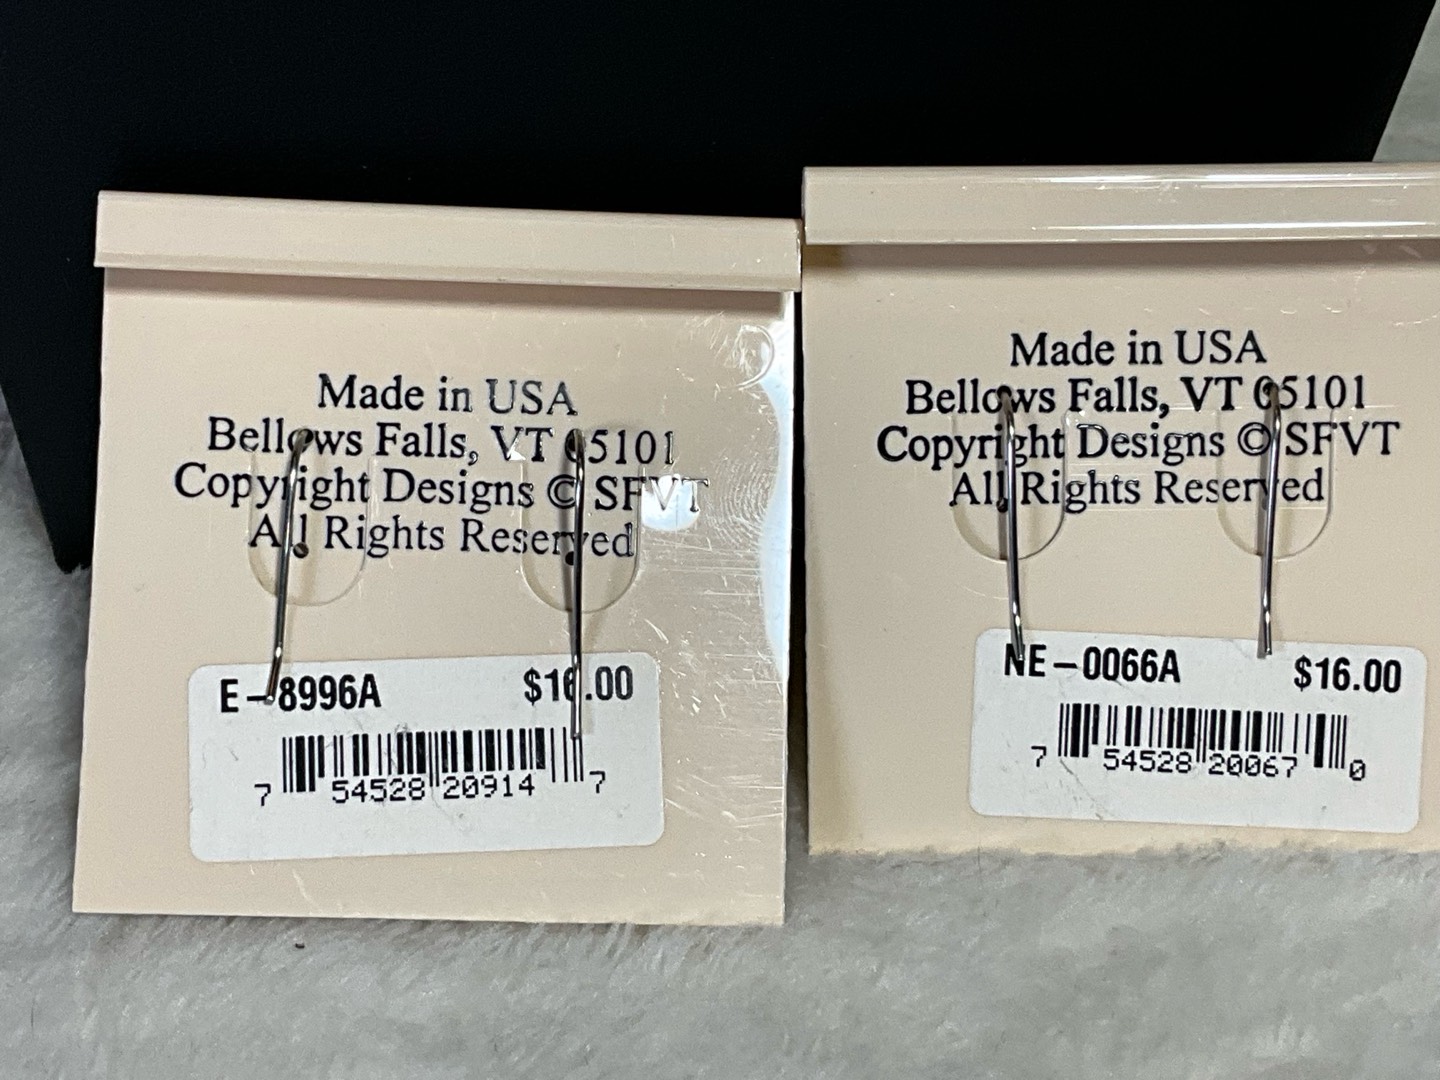 Made in USA
Bellows Falls, VT 05101
Copyright Designs © SFVT
All Rights Reserved
E-8996A $16.00
7 54528 20914 7
Made in USA
Bellows Falls, VT 05101
Copyright Designs © SFVT
All Rights Reserved
NE-0066A $16.00
7 54528 20067 0